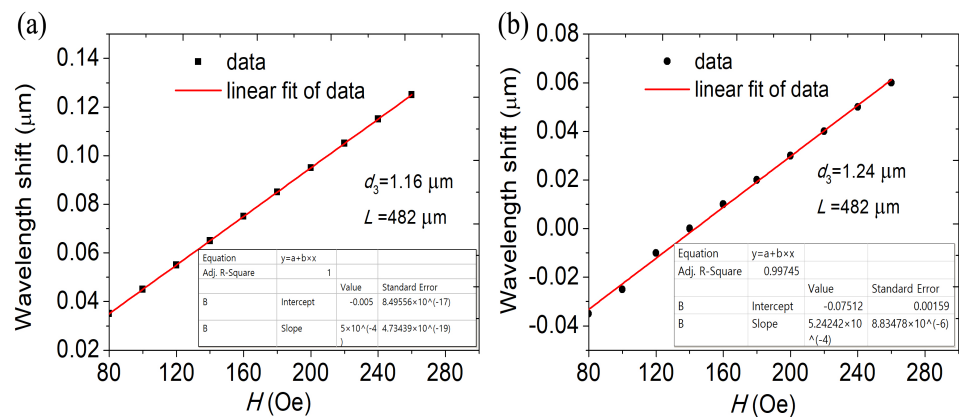 (a)
0.14
0.12
0.10
0.08
0.06
0.04
0.02
Wavelength shift (μm)
data
linear fit of data
d3=1.16 μm
L =482 μm
Equation y=a+b×x
Adj. R-Square 1
Value Standard Error
B Intercept -0.005 8.49556×10^(-17)
B Slope 5×10^(-4 4.73439×10^(-19)
)
80 120 160 200 240 280
H (Oe)
(b)
0.08
0.06
0.04
0.02
0.00
-0.02
-0.04
Wavelength shift (μm)
data
linear fit of data
d3=1.24 μm
L =482 μm
Equation y=a+b×x
Adj. R-Square 0.99745
Value Standard Error
B Intercept -0.07512 0.00159
B Slope 5.24242×10 8.83478×10^(-6)
^(-4)
80 120 160 200 240 280
H (Oe)